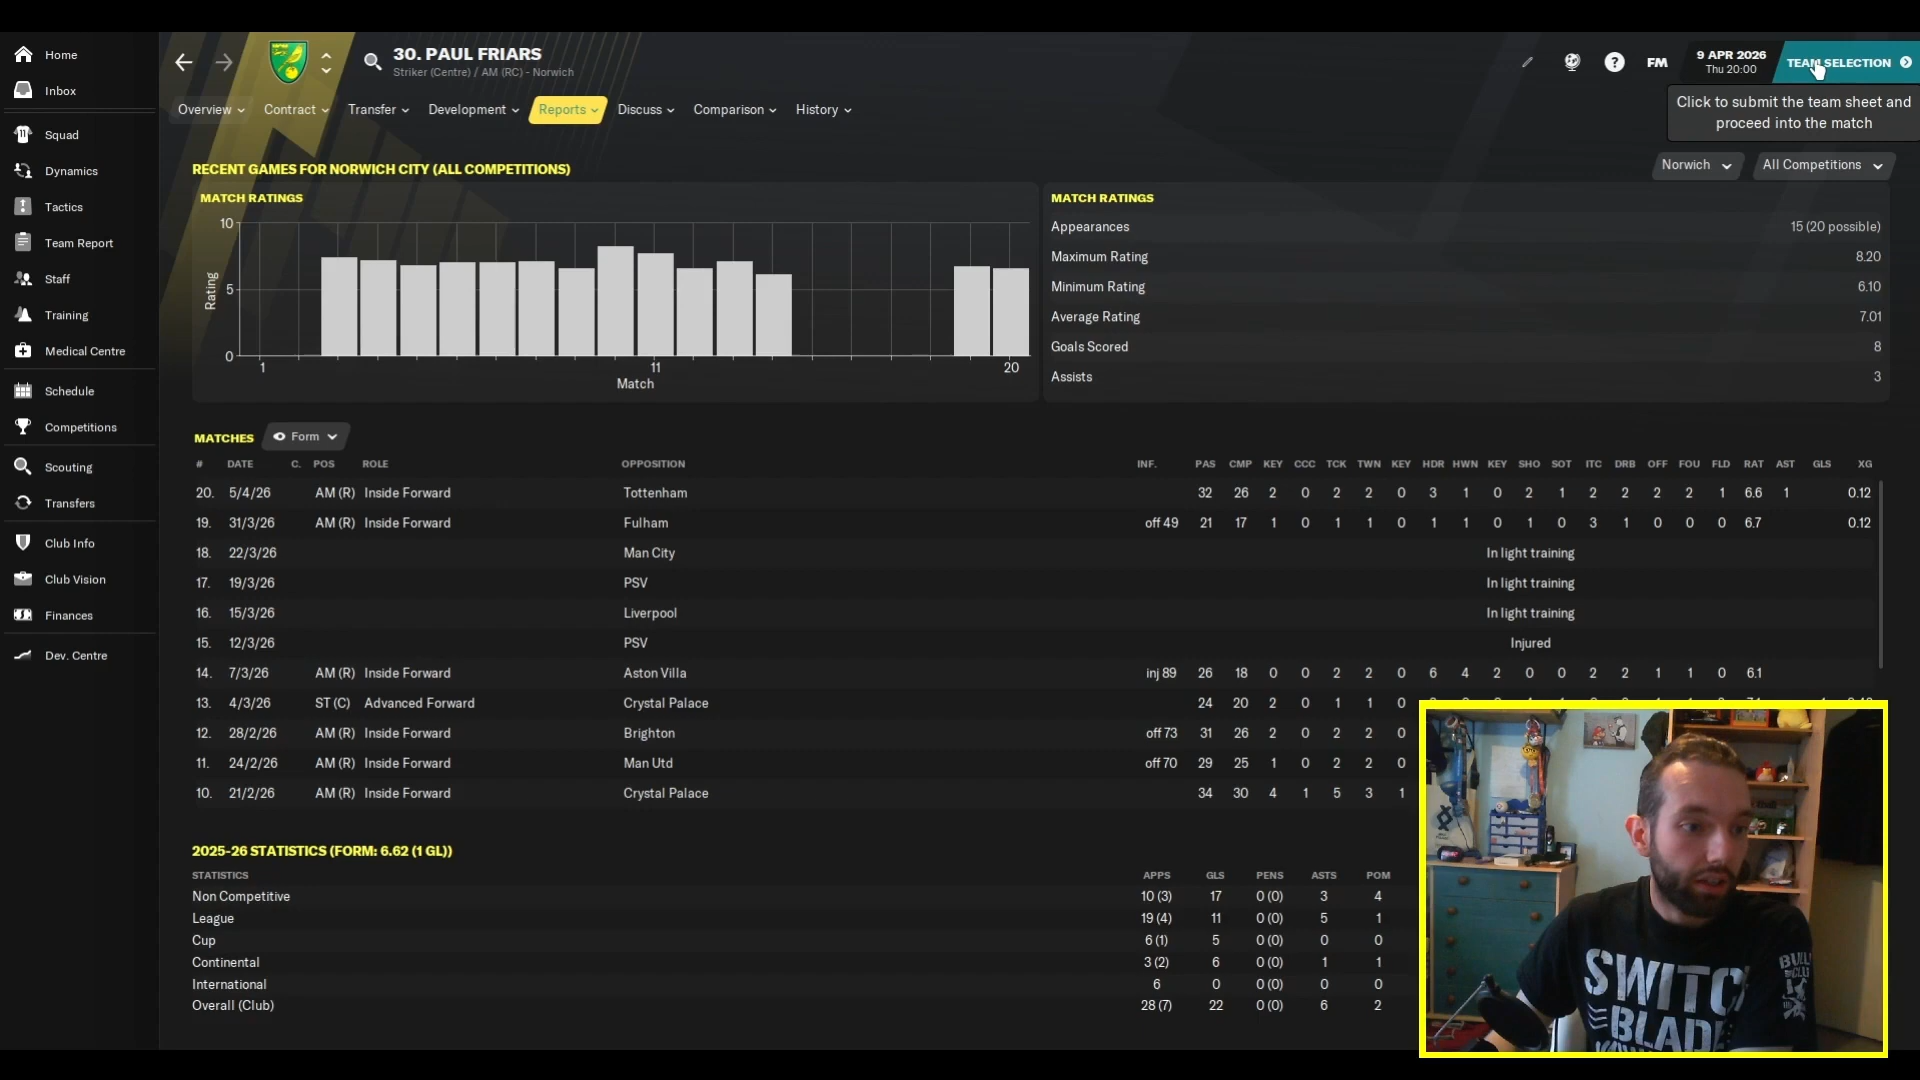 Home
Inbox
Squad
Dynamics
Tactics
Team Report
Staff
Training
Medical Centre
Schedule
Competitions
Scouting
Transfers
Club Info
Club Vision
Finances
Dev. Centre
30. PAUL FRIARS
Striker (Centre) / AM (RC) - Norwich
FM
9 APR 2026
Thu 20:00
TEAM SELECTION
Click to submit the team sheet and
proceed into the match
Overview Contract Transfer Development Reports Discuss Comparison History
RECENT GAMES FOR NORWICH CITY (ALL COMPETITIONS)
Norwich All Competitions
MATCH RATINGS
10
5
0
Rating
1 11 20
Match
MATCH RATINGS
Appearances 15 (20 possible)
Maximum Rating 8.20
Minimum Rating 6.10
Average Rating 7.01
Goals Scored 8
Assists 3
MATCHES Form
# DATE C. POS ROLE OPPOSITION INF. PAS CMP KEY CCC TCK TWN KEY HDR HWN KEY SHO SOT ITC DRB OFF FOU FLD RAT AST GLS XG
20. 5/4/26 AM (R) Inside Forward Tottenham 32 26 2 0 2 2 0 3 1 0 2 1 2 2 2 2 1 6.6 1 0.12
19. 31/3/26 AM (R) Inside Forward Fulham off 49 21 17 1 0 1 1 0 1 1 0 1 0 3 1 0 0 0 6.7 0.12
18. 22/3/26 Man City In light training
17. 19/3/26 PSV In light training
16. 15/3/26 Liverpool In light training
15. 12/3/26 PSV Injured
14. 7/3/26 AM (R) Inside Forward Aston Villa inj 89 26 18 0 0 2 2 0 6 4 2 0 0 2 2 1 1 0 6.1
13. 4/3/26 ST (C) Advanced Forward Crystal Palace 24 20 2 0 1 1 0
12. 28/2/26 AM (R) Inside Forward Brighton off 73 31 26 2 0 2 2 0
11. 24/2/26 AM (R) Inside Forward Man Utd off 70 29 25 1 0 2 2 0
10. 21/2/26 AM (R) Inside Forward Crystal Palace 34 30 4 1 5 3 1
2025-26 STATISTICS (FORM: 6.62 (1 GL))
STATISTICS APPS GLS PENS ASTS POM
Non Competitive 10 (3) 17 0 (0) 3 4
League 19 (4) 11 0 (0) 5 1
Cup 6 (1) 5 0 (0) 0 0
Continental 3 (2) 6 0 (0) 1 1
International 6 0 0 (0) 0 0
Overall (Club) 28 (7) 22 0 (0) 6 2
SWITC
BLADE